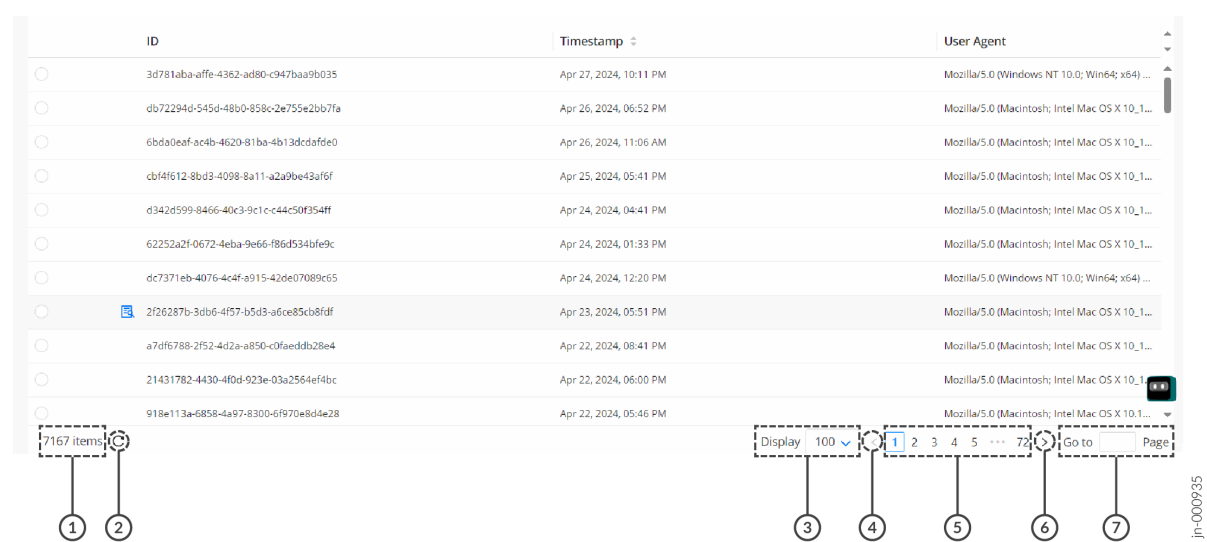 ID Timestamp User Agent
3d781aba-affe-4362-ad80-c947baa9b035 Apr 27, 2024, 10:11 PM Mozilla/5.0 (Windows NT 10.0; Win64; x64) ...
db72294d-545d-48b0-858c-2e755e2bb7fa Apr 26, 2024, 06:52 PM Mozilla/5.0 (Macintosh; Intel Mac OS X 10_1...
6bda0eaf-ac4b-4620-81ba-4b13dcdafde0 Apr 26, 2024, 11:06 AM Mozilla/5.0 (Macintosh; Intel Mac OS X 10_1...
cbf4f612-8bd3-4098-8a11-a2a9be43af6f Apr 25, 2024, 05:41 PM Mozilla/5.0 (Macintosh; Intel Mac OS X 10_1...
d342d599-8466-40c3-9c1c-c44c50f354ff Apr 24, 2024, 04:41 PM Mozilla/5.0 (Macintosh; Intel Mac OS X 10_1...
62252a2f-0672-4eba-9e66-f86d534bfe9c Apr 24, 2024, 01:33 PM Mozilla/5.0 (Macintosh; Intel Mac OS X 10_1...
dc7371eb-4076-4c4f-a915-42de07089c65 Apr 24, 2024, 12:20 PM Mozilla/5.0 (Windows NT 10.0; Win64; x64) ...
2f26287b-3db6-4f57-b5d3-a6ce85cb8fdf Apr 23, 2024, 05:51 PM Mozilla/5.0 (Macintosh; Intel Mac OS X 10_1...
a7df6788-2f52-4d2a-a850-c0faeddb28e4 Apr 22, 2024, 08:41 PM Mozilla/5.0 (Macintosh; Intel Mac OS X 10_1...
21431782-4430-4f0d-923e-03a2564ef4bc Apr 22, 2024, 06:00 PM Mozilla/5.0 (Macintosh; Intel Mac OS X 10_1...
918e113a-6858-4a97-8300-6f970e8d4e28 Apr 22, 2024, 05:46 PM Mozilla/5.0 (Macintosh; Intel Mac OS X 10.1...
7167 items Display 100 < 1 2 3 4 5 ··· 72 > Go to Page
1 2 3 4 5 6 7
jn-000935